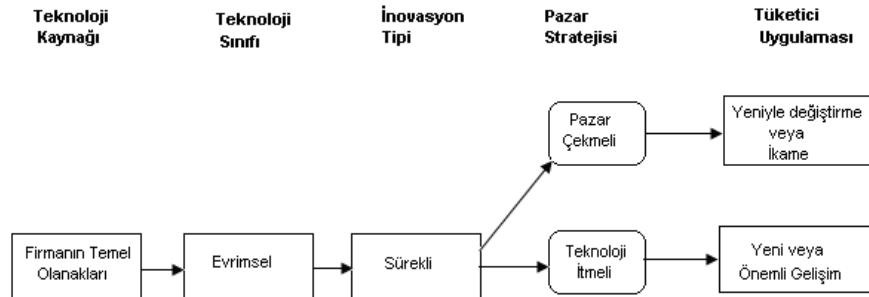 Teknoloji
Kaynağı
Teknoloji
Sınıfı
İnovasyon
Tipi
Pazar
Stratejisi
Tüketici
Uygulaması
Pazar
Çekmeli
Yeniyle değiştirme
veya
İkame
Firmanın Temel
Olanakları
Evrimsel
Sürekli
Teknoloji
İtmeli
Yeni veya
Önemli Gelişim